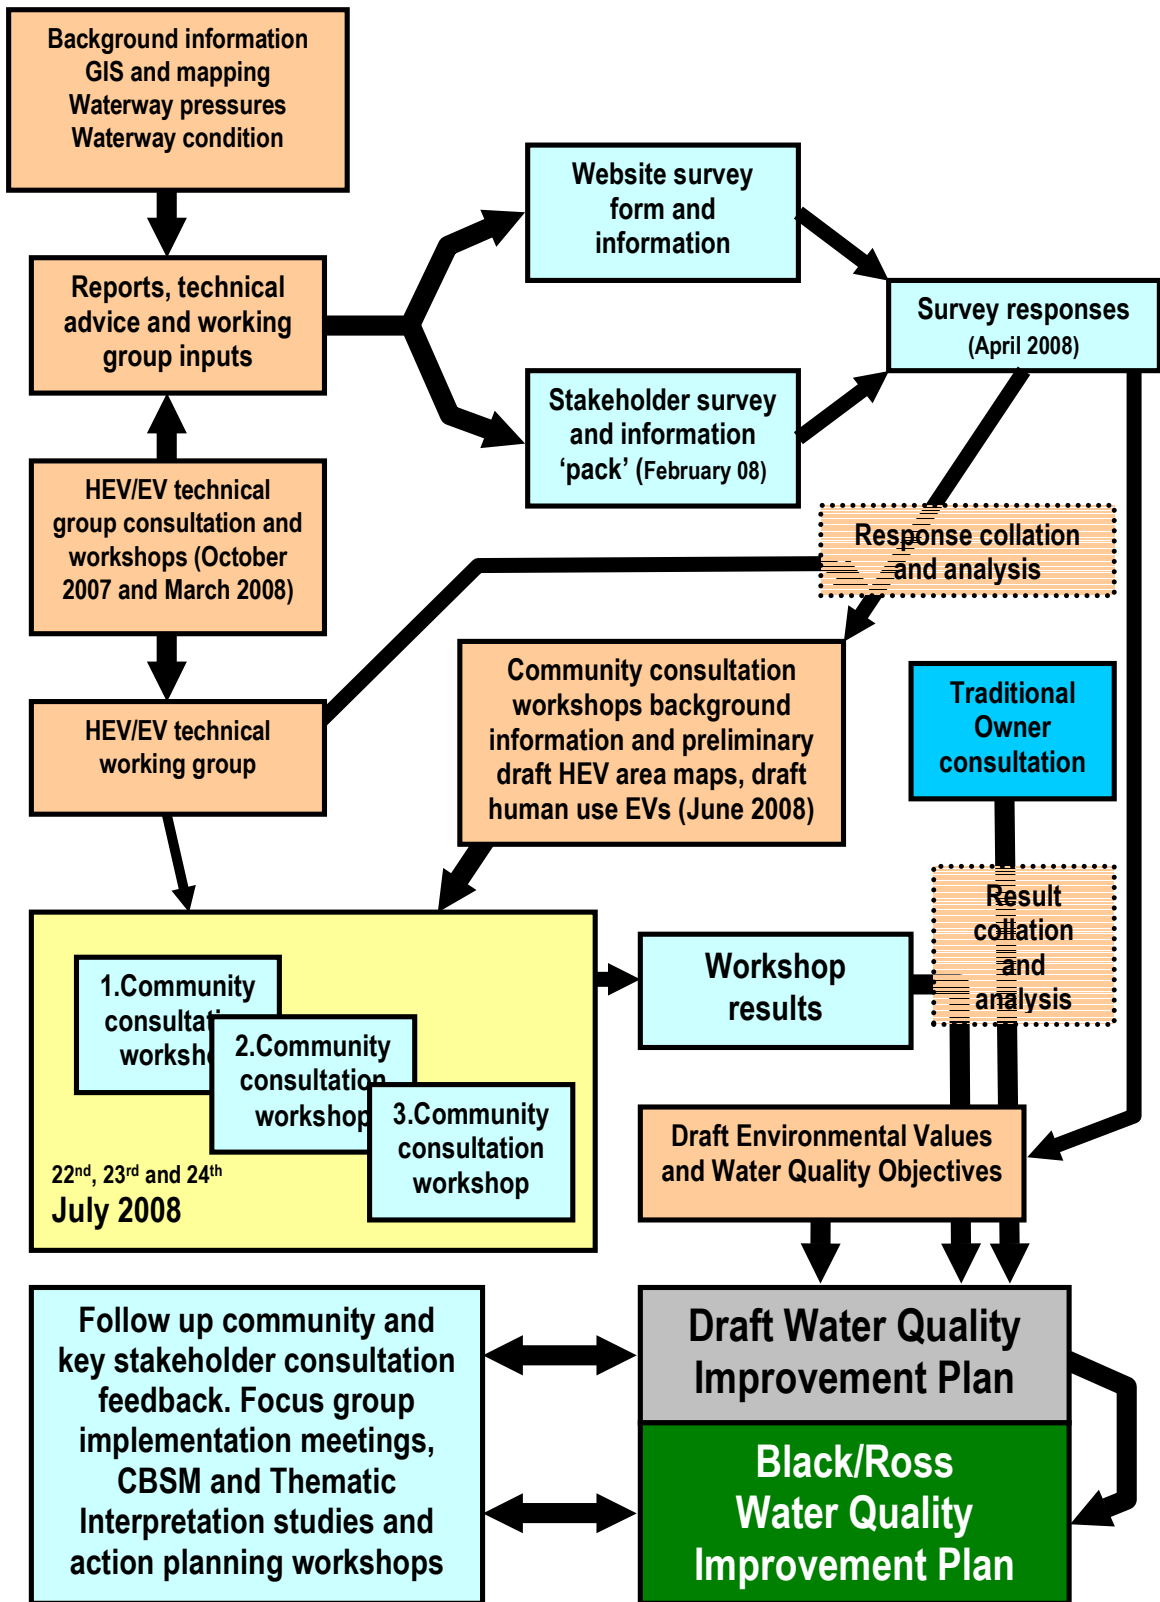 Background information
GIS and mapping
Waterway pressures
Waterway condition
Website survey
form and
information
Reports, technical
advice and working
group inputs
Survey responses
(April 2008)
Stakeholder survey
and information
‘pack’ (February 08)
HEV/EV technical
group consultation and
workshops (October
2007 and March 2008)
Response collation
and analysis
HEV/EV technical
working group
Community consultation
workshops background
information and preliminary
draft HEV area maps, draft
human use EVs (June 2008)
Traditional
Owner
consultation
Result
collation
and
analysis
1.Community
consultati
worksh
2.Community
consultation
workshop
3.Community
consultation
workshop
22nd, 23rd and 24th
July 2008
Workshop
results
Draft Environmental Values
and Water Quality Objectives
Follow up community and
key stakeholder consultation
feedback. Focus group
implementation meetings,
CBSM and Thematic
Interpretation studies and
action planning workshops
Draft Water Quality
Improvement Plan
Black/Ross
Water Quality
Improvement Plan